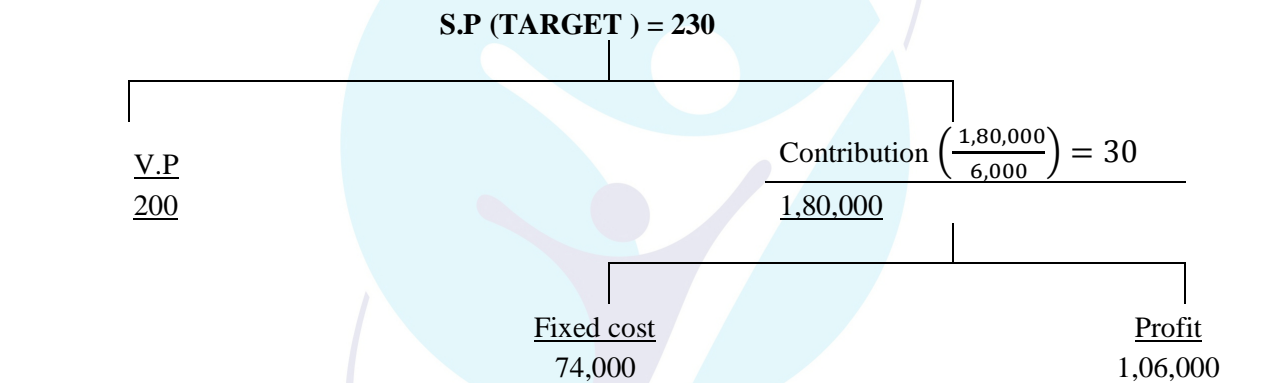 S.P (TARGET ) = 230
Contribution (1,80,000/6,000) = 30
V.P
200
1,80,000
Fixed cost
Profit
74,000
1,06,000